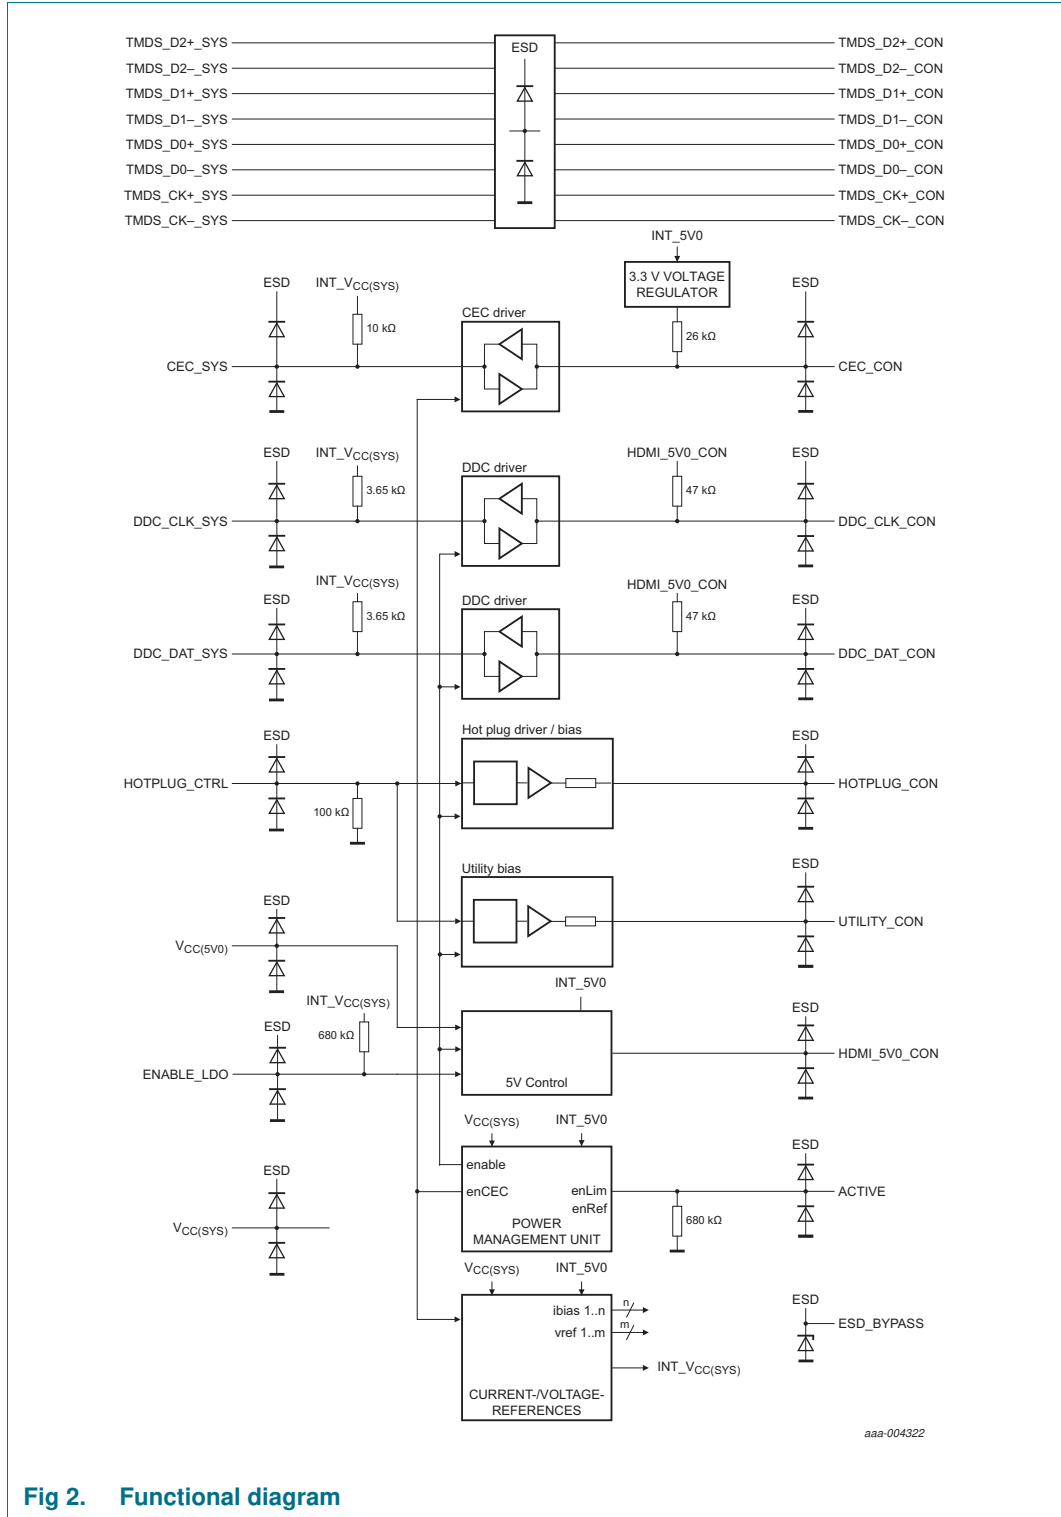 TMDS_D2+_SYS
ESD
TMDS_D2+_CON
TMDS_D2–_SYS
TMDS_D2–_CON
TMDS_D1+_SYS
TMDS_D1+_CON
TMDS_D1–_SYS
TMDS_D1–_CON
TMDS_D0+_SYS
TMDS_D0+_CON
TMDS_D0–_SYS
TMDS_D0–_CON
TMDS_CK+_SYS
TMDS_CK+_CON
TMDS_CK–_SYS
TMDS_CK–_CON
INT_5V0
3.3 V VOLTAGE
REGULATOR
ESD
INT_VCC(SYS)
ESD
CEC driver
10 kΩ
26 kΩ
CEC_SYS
CEC_CON
ESD
INT_VCC(SYS)
HDMI_5V0_CON
ESD
DDC driver
3.65 kΩ
47 kΩ
DDC_CLK_SYS
DDC_CLK_CON
INT_VCC(SYS)
HDMI_5V0_CON
ESD
DDC driver
ESD
3.65 kΩ
47 kΩ
DDC_DAT_SYS
DDC_DAT_CON
ESD
Hot plug driver / bias
ESD
HOTPLUG_CTRL
HOTPLUG_CON
100 kΩ
Utility bias
ESD
ESD
UTILITY_CON
VCC(5V0)
INT_5V0
INT_VCC(SYS)
ESD
ESD
680 kΩ
HDMI_5V0_CON
ENABLE_LDO
5V Control
VCC(SYS)
INT_5V0
ESD
enable
ESD
enCEC
enLim
ACTIVE
enRef
680 kΩ
POWER
MANAGEMENT UNIT
VCC(SYS)
VCC(SYS)
INT_5V0
ESD
ibias 1..n
n
ESD_BYPASS
vref 1..m
m
INT_VCC(SYS)
CURRENT-/VOLTAGE-
REFERENCES
aaa-004322
Fig 2. Functional diagram